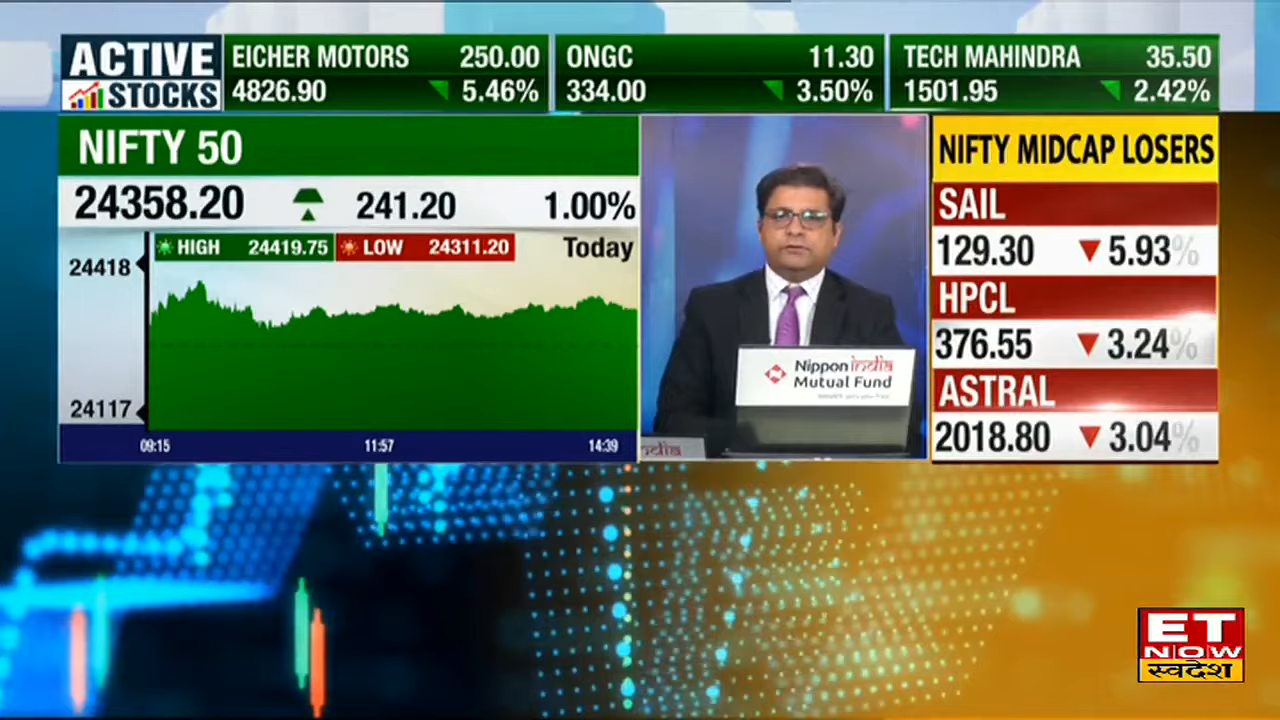 ACTIVE
STOCKS
EICHER MOTORS 250.00
4826.90 5.46%
ONGC 11.30
334.00 3.50%
TECH MAHINDRA 35.50
1501.95 2.42%
NIFTY 50
24358.20 241.20 1.00%
HIGH 24419.75 LOW 24311.20 Today
24418
24117
09:15 11:57 14:39
Nippon india
Mutual Fund
india
NIFTY MIDCAP LOSERS
SAIL
129.30 5.93%
HPCL
376.55 3.24%
ASTRAL
2018.80 3.04%
ET
NOW
स्वदेश